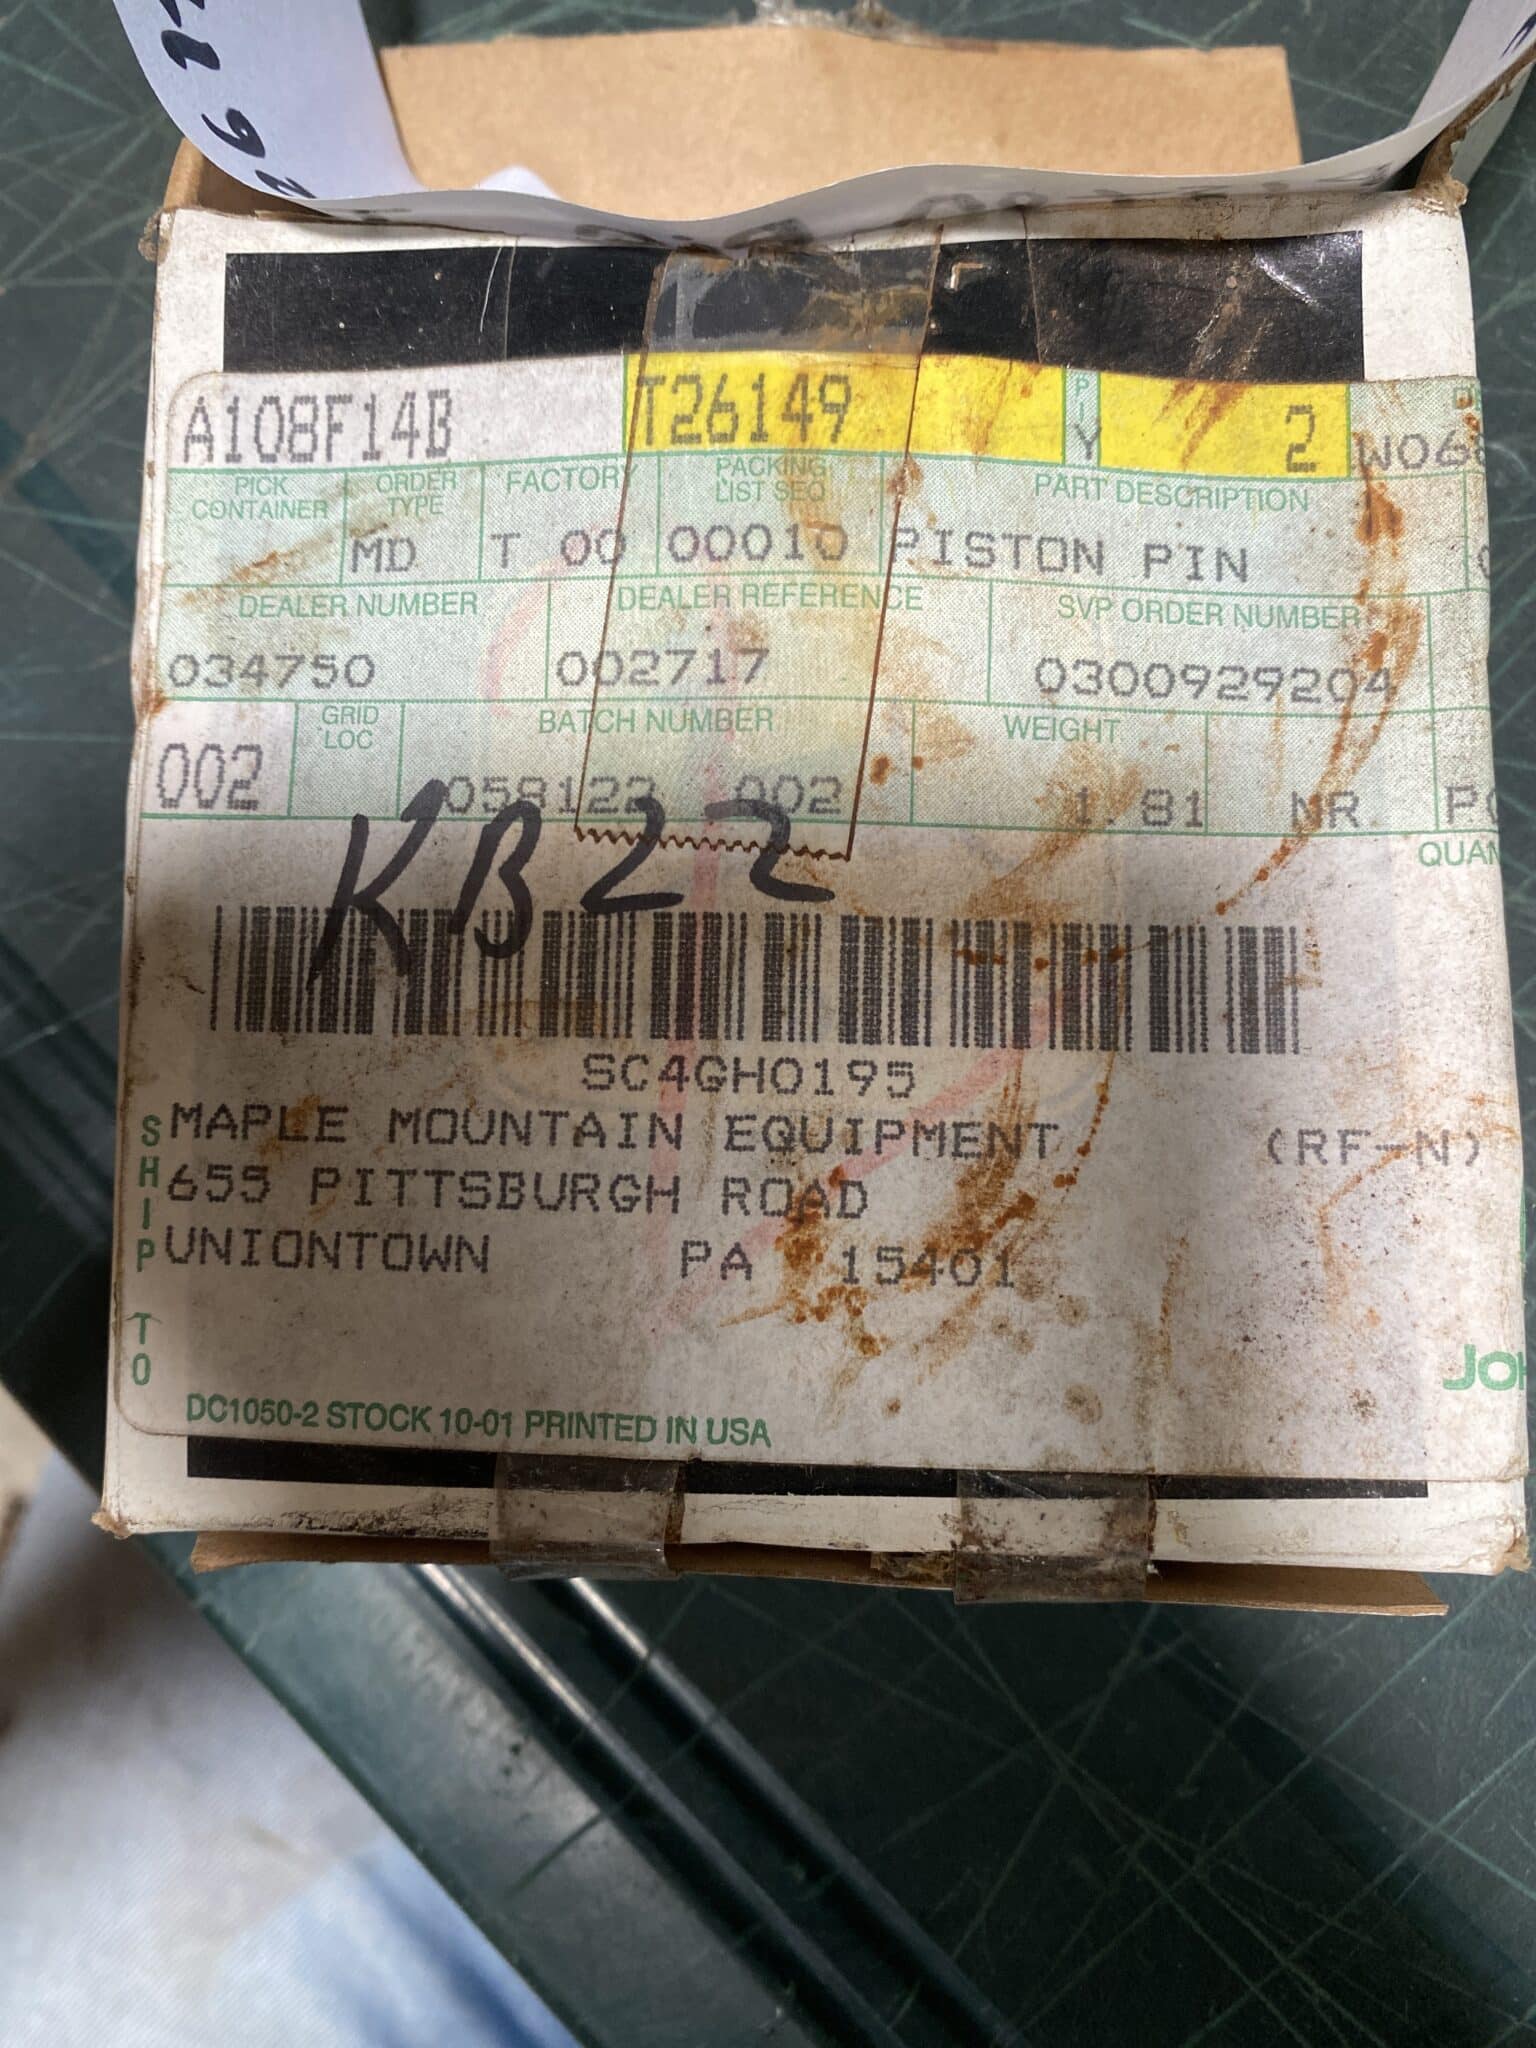 A108F14B T26149 P/Y 2 W06
PICK CONTAINER ORDER TYPE FACTORY PACKING LIST SEQ PART DESCRIPTION
MD T 00 00010 PISTON PIN
DEALER NUMBER DEALER REFERENCE SVP ORDER NUMBER
034750 002717 0300929204
GRID LOC BATCH NUMBER WEIGHT
002 058122 002 1.81 NR
QUAN
KB22
SC4GH0195
SHIP TO
MAPLE MOUNTAIN EQUIPMENT (RF-N)
655 PITTSBURGH ROAD
UNIONTOWN PA 15401
JOH
DC1050-2 STOCK 10-01 PRINTED IN USA